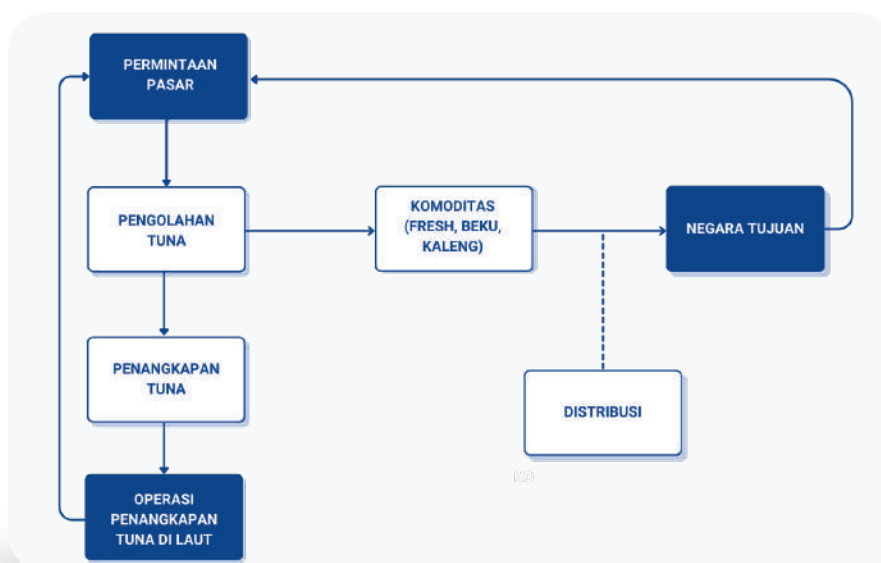 PERMINTAAN
PASAR
PENGOLAHAN
TUNA
KOMODITAS
(FRESH, BEKU,
KALENG)
NEGARA TUJUAN
PENANGKAPAN
TUNA
DISTRIBUSI
OPERASI
PENANGKAPAN
TUNA DI LAUT